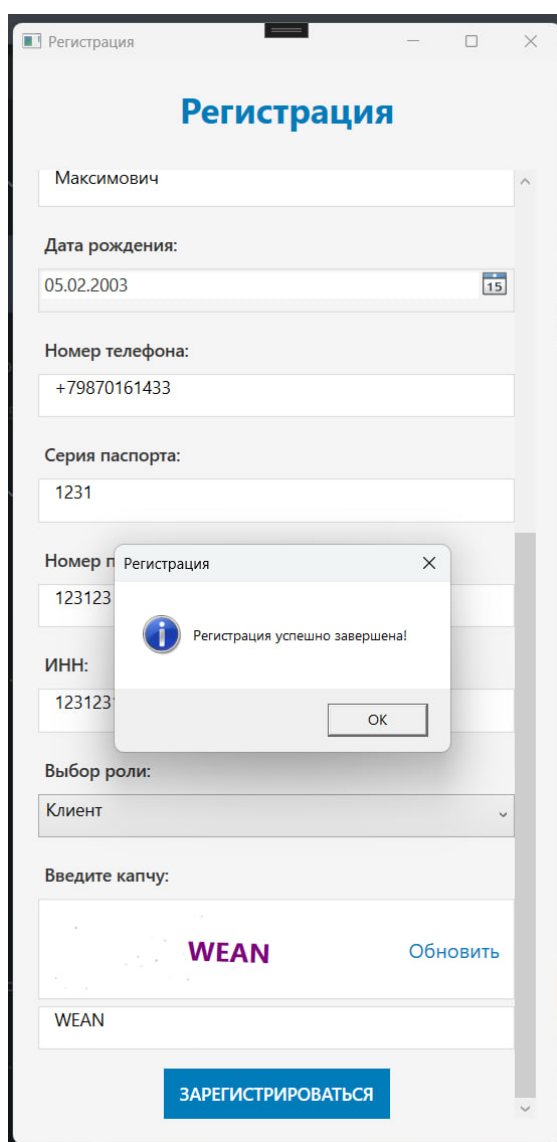 Регистрация
Регистрация
Максимович
Дата рождения:
05.02.2003
15
Номер телефона:
+79870161433
Серия паспорта:
1231
Номер
123123
Регистрация
Регистрация успешно завершена!
OK
ИНН:
123123
Выбор роли:
Клиент
Введите капчу:
WEAN
Обновить
WEAN
ЗАРЕГИСТРИРОВАТЬСЯ